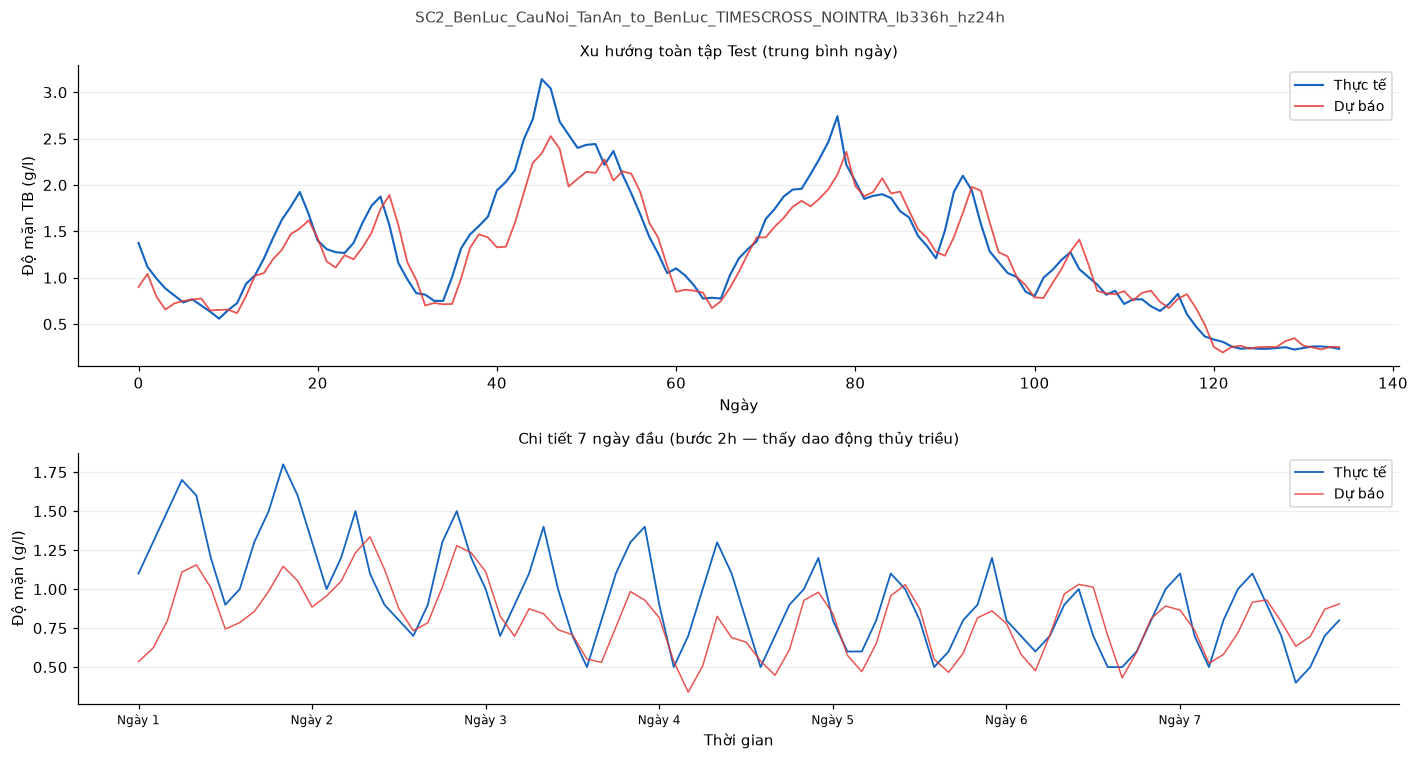 SC2_BenLuc_CauNoi_TanAn_to_BenLuc_TIMESCROSS_NOINTRA_lb336h_hz24h
Xu hướng toàn tập Test (trung bình ngày)
Độ mặn TB (g/l)
3.0
2.5
2.0
1.5
1.0
0.5
Thực tế
Dự báo
0 20 40 60 80 100 120 140
Ngày
Chi tiết 7 ngày đầu (bước 2h — thấy dao động thủy triều)
Độ mặn (g/l)
1.75
1.50
1.25
1.00
0.75
0.50
Thực tế
Dự báo
Ngày 1 Ngày 2 Ngày 3 Ngày 4 Ngày 5 Ngày 6 Ngày 7
Thời gian